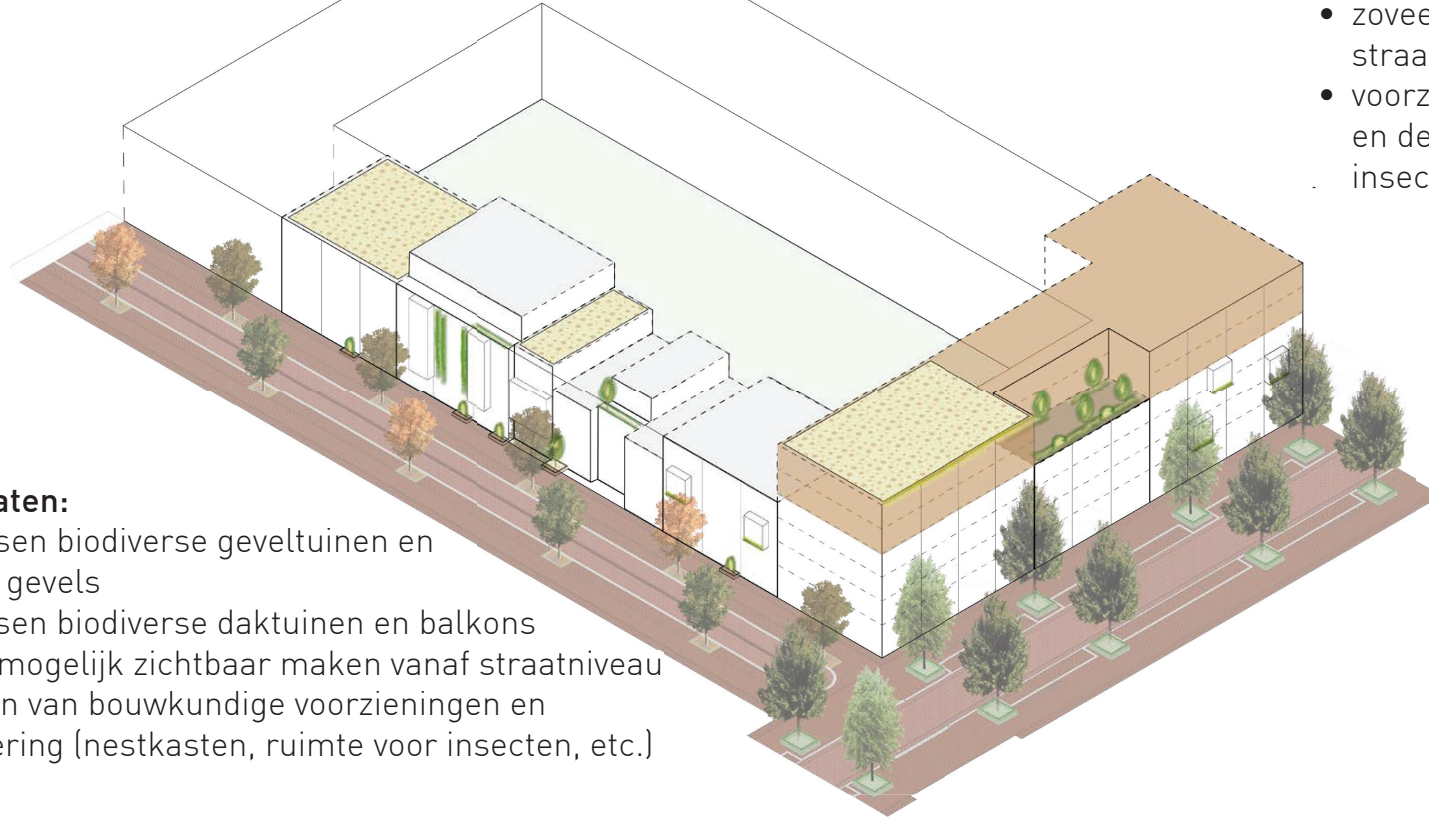 • zovee
straa
• voorz
en de
insec
aten:
sen biodiverse geveltuinen en
gevels
sen biodiverse daktuinen en balkons
mogelijk zichtbaar maken vanaf straatniveau
n van bouwkundige voorzieningen en
ering (nestkasten, ruimte voor insecten, etc.)